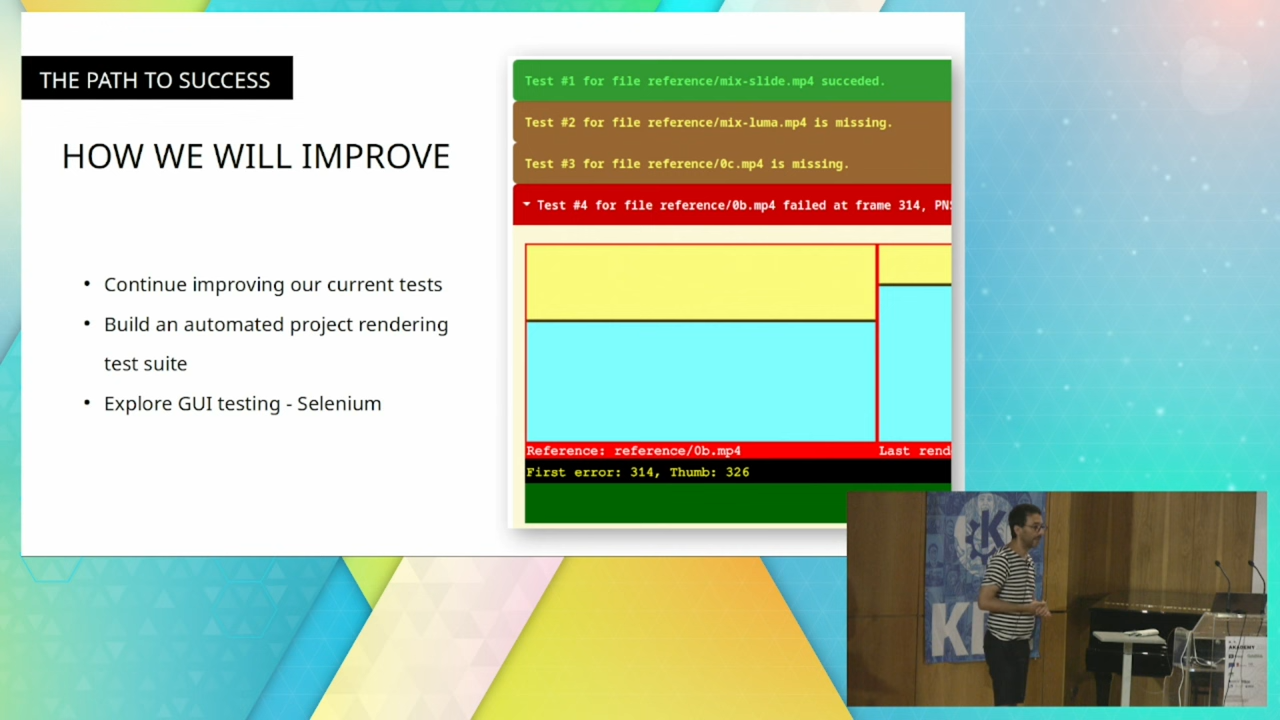 THE PATH TO SUCCESS
HOW WE WILL IMPROVE
• Continue improving our current tests
• Build an automated project rendering
test suite
• Explore GUI testing - Selenium
Test #1 for file reference/mix-slide.mp4 succeded.
Test #2 for file reference/mix-luma.mp4 is missing.
Test #3 for file reference/0c.mp4 is missing.
Test #4 for file reference/0b.mp4 failed at frame 314, PN
Reference: reference/0b.mp4
Last rend
First error: 314, Thumb: 326
K
AKADEMY